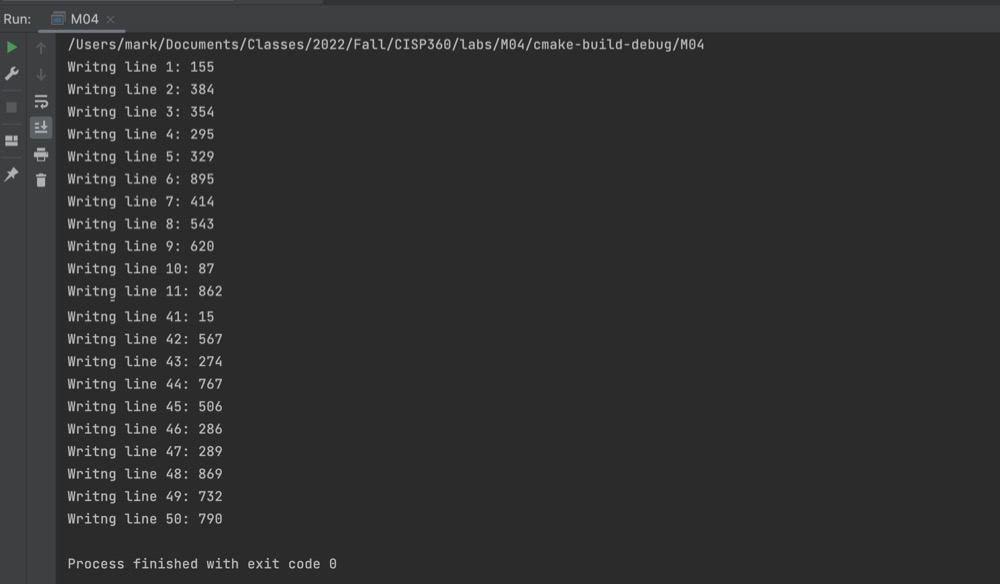 Run: M04
/Users/mark/Documents/Classes/2022/Fall/CISP360/labs/M04/cmake-build-debug/M04
Writng line 1: 155
Writng line 2: 384
Writng line 3: 354
Writng line 4: 295
Writng line 5: 329
Writng line 6: 895
Writng line 7: 414
Writng line 8: 543
Writng line 9: 620
Writng line 10: 87
Writng line 11: 862
Writng line 41: 15
Writng line 42: 567
Writng line 43: 274
Writng line 44: 767
Writng line 45: 506
Writng line 46: 286
Writng line 47: 289
Writng line 48: 869
Writng line 49: 732
Writng line 50: 790
Process finished with exit code 0